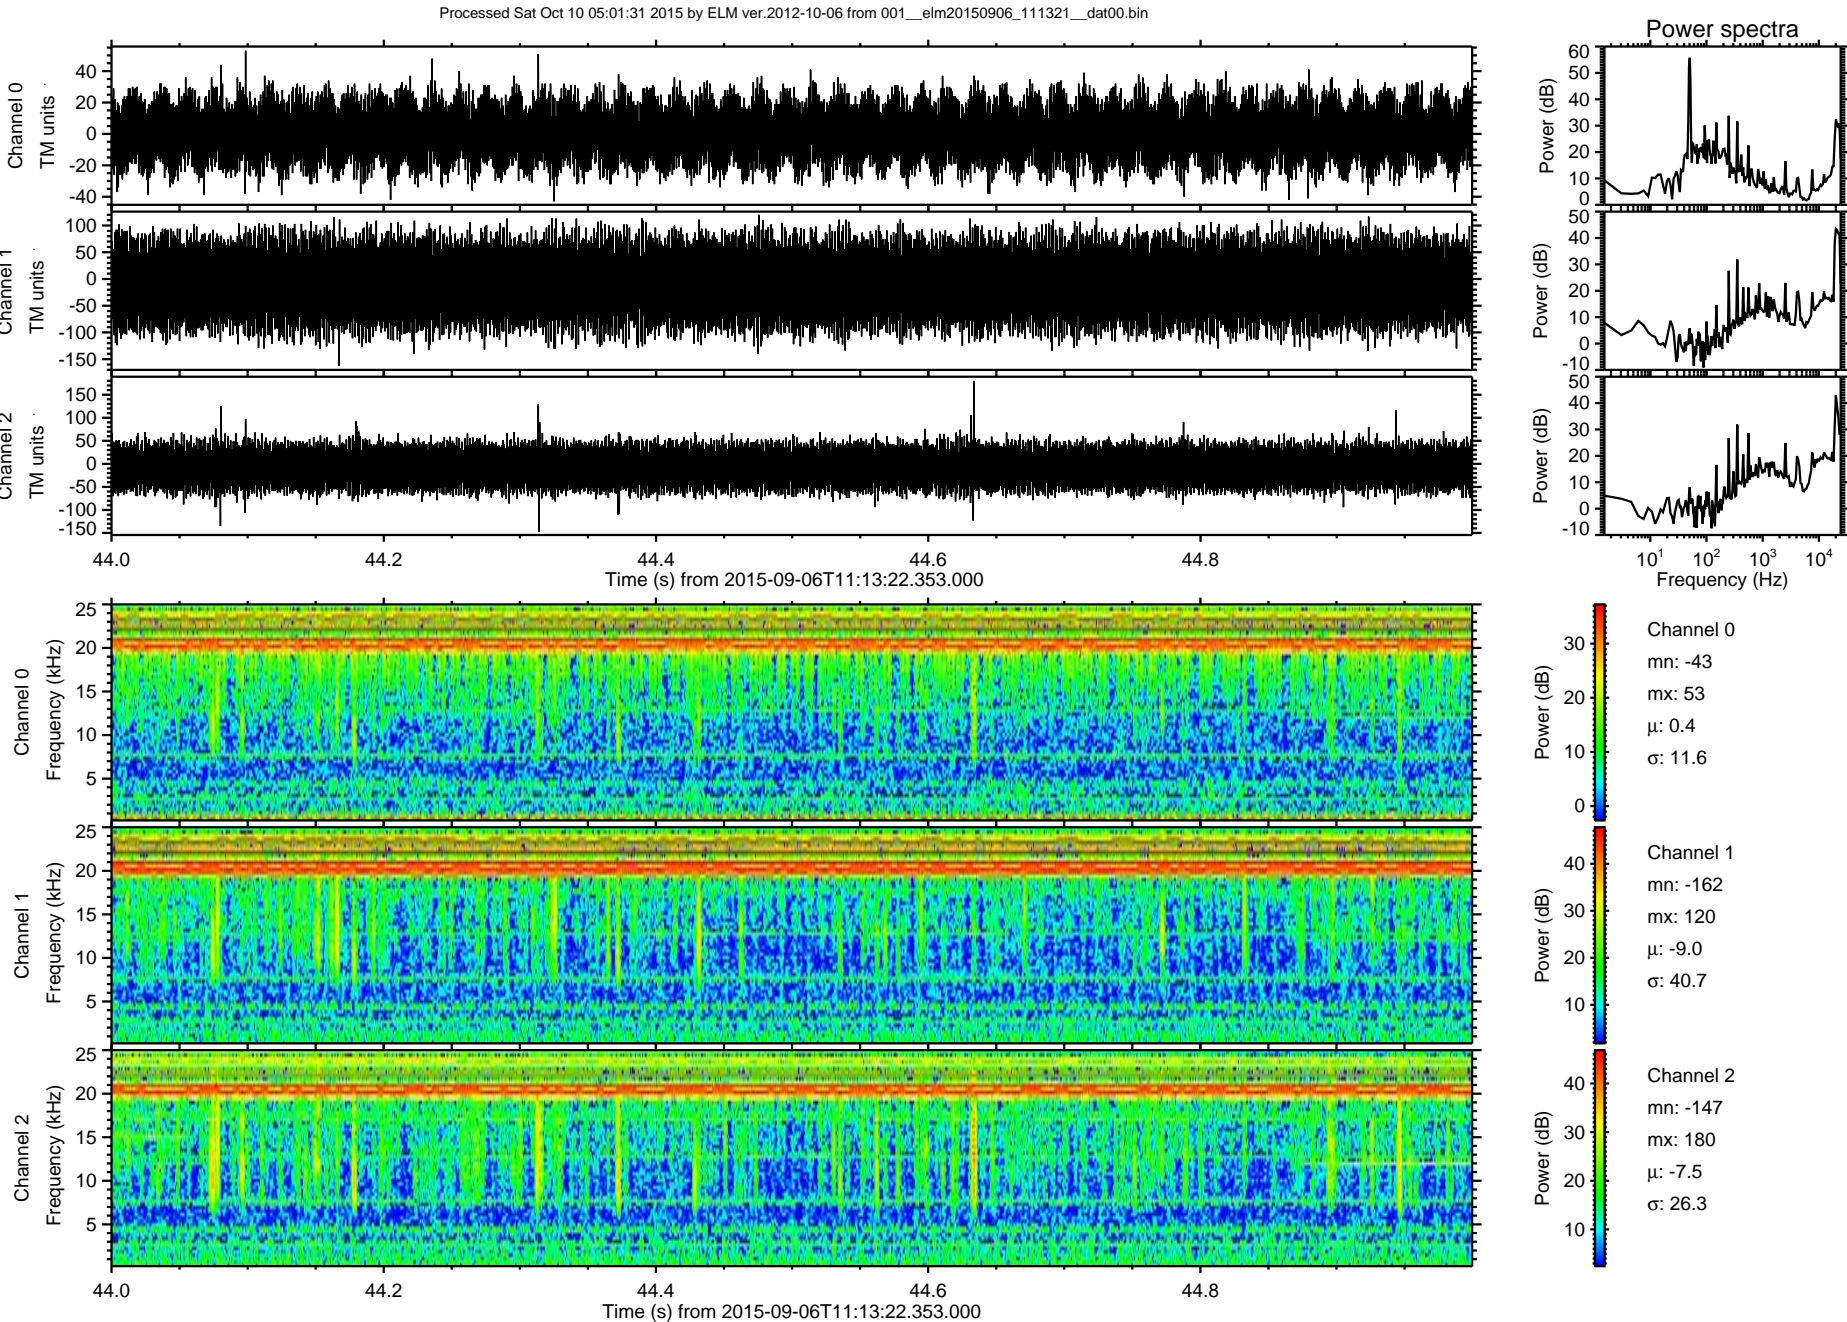 Processed Sat Oct 10 05:01:31 2015 by ELM ver.2012-10-06 from 001__elm20150906_111321__dat00.bin
Power spectra
Channel 0
TM units
40
20
0
-20
-40
Power (dB)
60
50
40
30
20
10
0
Channel 1
TM units
100
50
0
-50
-100
-150
Power (dB)
50
40
30
20
10
0
-10
Channel 2
TM units
150
100
50
0
-50
-100
-150
Power (dB)
50
40
30
20
10
0
-10
44.0 44.2 44.4 44.6 44.8
Time (s) from 2015-09-06T11:13:22.353.000
10^1 10^2 10^3 10^4
Frequency (Hz)
Channel 0
Frequency (kHz)
25
20
15
10
5
Power (dB)
30
20
10
0
Channel 0
mn: -43
mx: 53
μ: 0.4
σ: 11.6
Channel 1
Frequency (kHz)
25
20
15
10
5
Power (dB)
40
30
20
10
Channel 1
mn: -162
mx: 120
μ: -9.0
σ: 40.7
Channel 2
Frequency (kHz)
25
20
15
10
5
Power (dB)
40
30
20
10
Channel 2
mn: -147
mx: 180
μ: -7.5
σ: 26.3
44.0 44.2 44.4 44.6 44.8
Time (s) from 2015-09-06T11:13:22.353.000